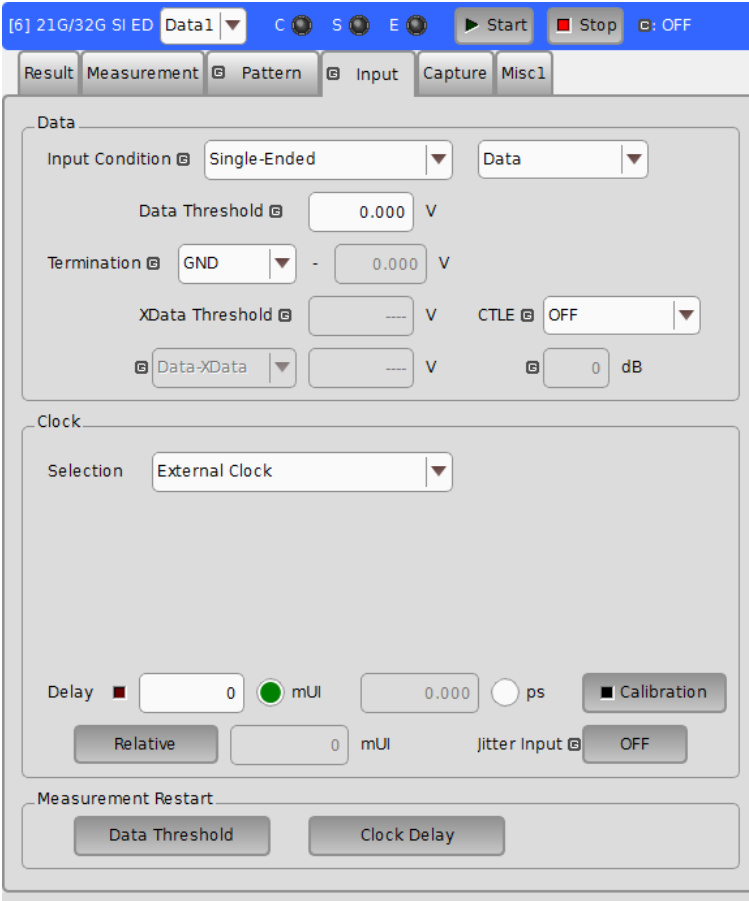 [6] 21G/32G SI ED Data1 C S E Start Stop C: OFF
Result Measurement G Pattern G Input Capture Misc1
Data
Input Condition G Single-Ended Data
Data Threshold G 0.000 V
Termination G GND - 0.000 V
XData Threshold G ---- V CTLE G OFF
G Data-XData ---- V G 0 dB
Clock
Selection External Clock
Delay 0 mUI 0.000 ps Calibration
Relative 0 mUI Jitter Input G OFF
Measurement Restart
Data Threshold Clock Delay